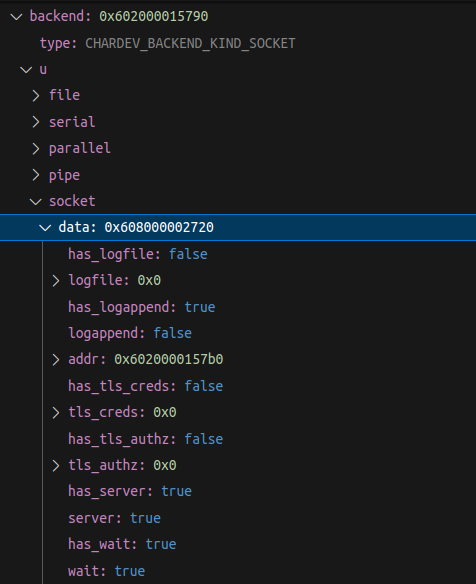 backend: 0x602000015790
type: CHARDEV_BACKEND_KIND_SOCKET
u
file
serial
parallel
pipe
socket
data: 0x608000002720
has_logfile: false
logfile: 0x0
has_logappend: true
logappend: false
addr: 0x6020000157b0
has_tls_creds: false
tls_creds: 0x0
has_tls_authz: false
tls_authz: 0x0
has_server: true
server: true
has_wait: true
wait: true